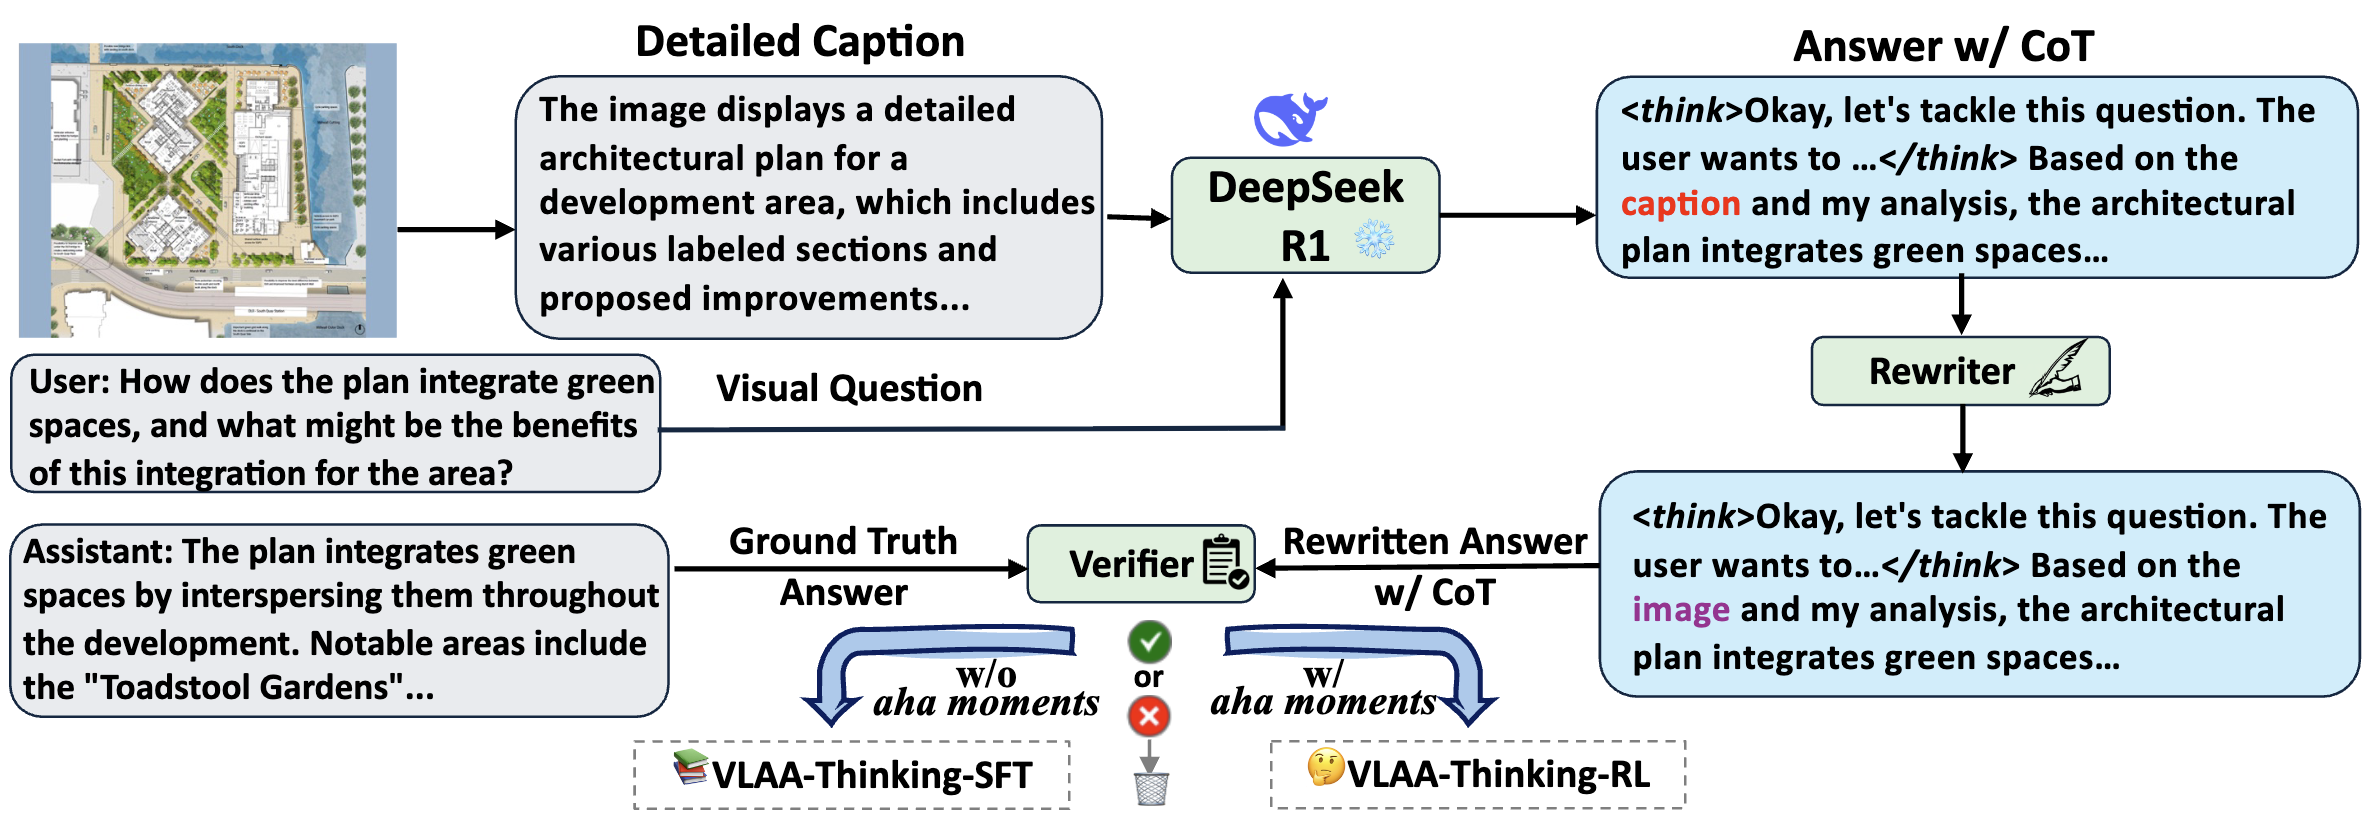 Detailed Caption
The image displays a detailed
architectural plan for a
development area, which includes
various labeled sections and
proposed improvements...
DeepSeek
R1
Answer w/ CoT
<think>Okay, let's tackle this question. The
user wants to ...</think> Based on the
caption and my analysis, the architectural
plan integrates green spaces...
User: How does the plan integrate green
spaces, and what might be the benefits
of this integration for the area?
Visual Question
Rewriter
Assistant: The plan integrates green
spaces by interspersing them throughout
the development. Notable areas include
the "Toadstool Gardens"...
Ground Truth
Answer
Verifier
Rewritten Answer
w/ CoT
<think>Okay, let's tackle this question. The
user wants to...</think> Based on the
image and my analysis, the architectural
plan integrates green spaces...
w/o
aha moments
or
w/
aha moments
VLAA-Thinking-SFT
VLAA-Thinking-RL